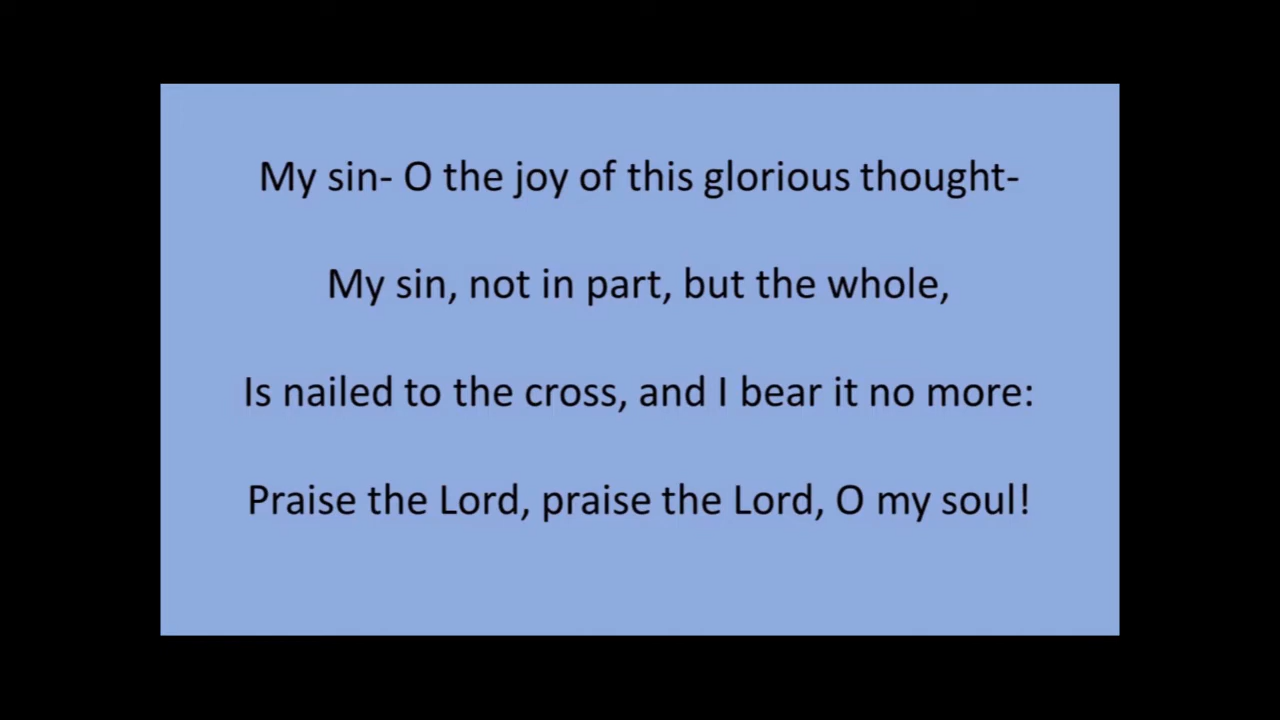 My sin- O the joy of this glorious thought-
My sin, not in part, but the whole,
Is nailed to the cross, and I bear it no more:
Praise the Lord, praise the Lord, O my soul!